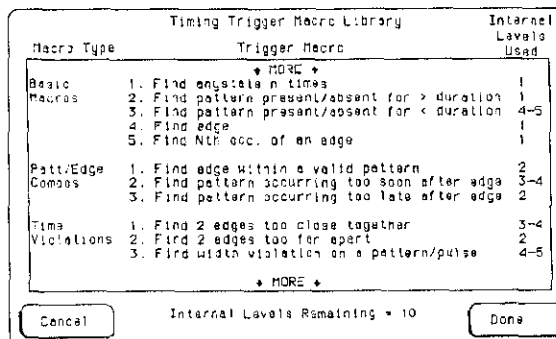 Timing Trigger Macro Library Internal
Levels
Macro Type Trigger Macro Used
MORE
Basic 1. Find anystate n times 1
Macros 2. Find pattern present/absent for > duration 1
3. Find pattern present/absent for < duration 4-5
4. Find edge 1
5. Find Nth occ. of an edge 1
Patt/Edge 1. Find edge within a valid pattern 2
Combos 2. Find pattern occurring too soon after edge 3-4
3. Find pattern occurring too late after edge 2
Time 1. Find 2 edges too close together 3-4
Violations 2. Find 2 edges too far apart 2
3. Find width violation on a pattern/pulse 4-5
MORE
Cancel Internal Levels Remaining = 10 Done